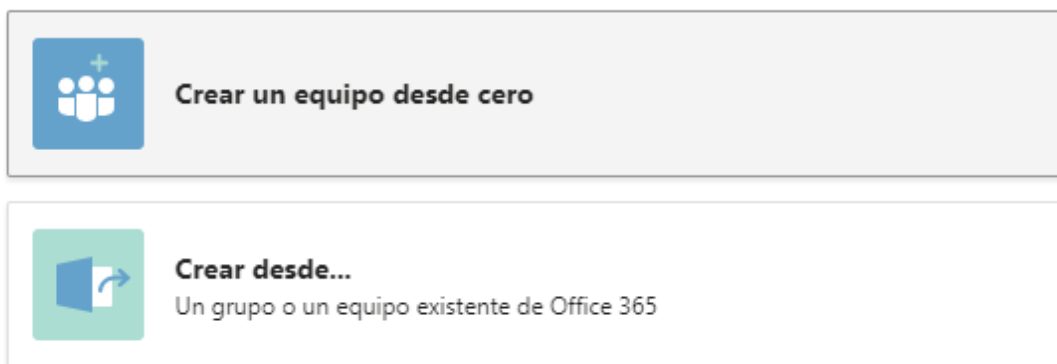 Crear un equipo desde cero
Crear desde...
Un grupo o un equipo existente de Office 365